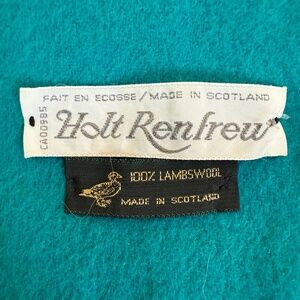 FAIT EN ECOSSE/MADE IN SCOTLAND
CA00985
Holt Renfrew
100% LAMBSWOOL
MADE IN SCOTLAND